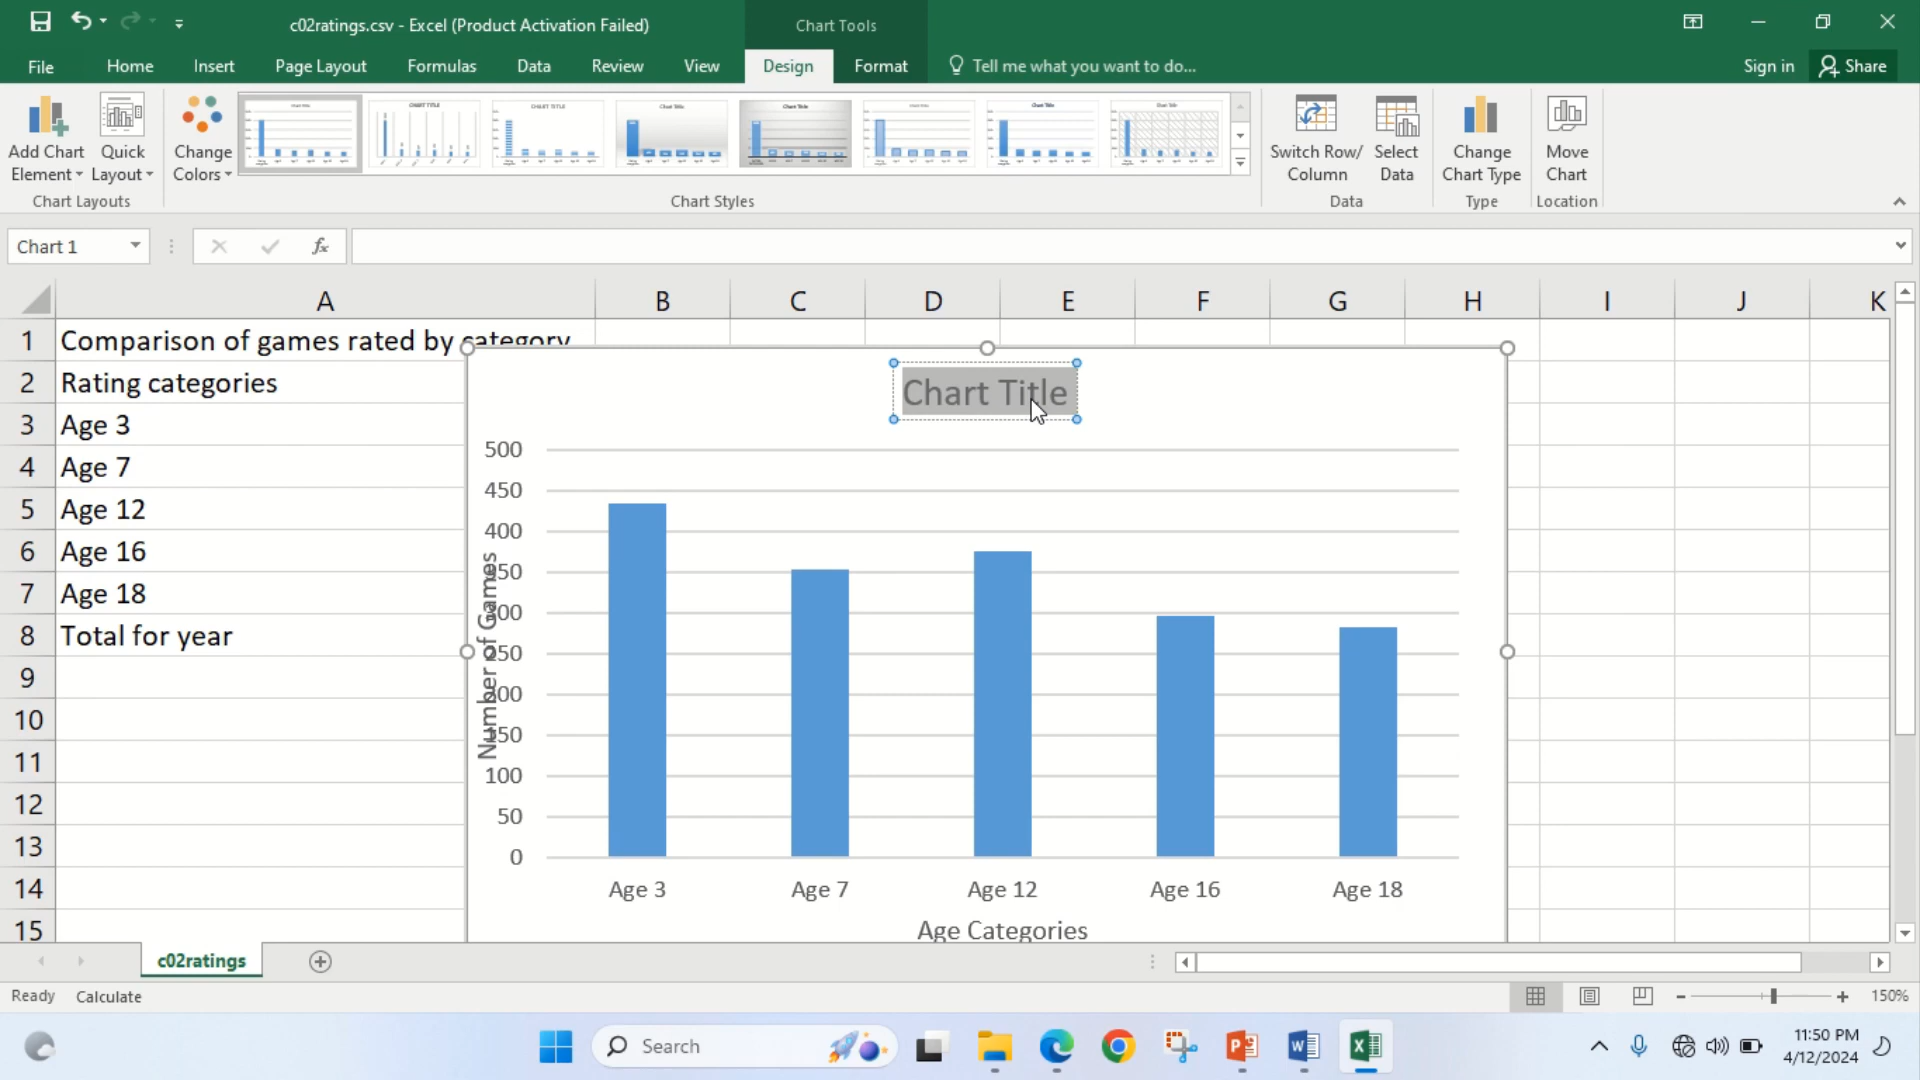 c02ratings.csv - Excel (Product Activation Failed)
Chart Tools
File
Home
Insert
Page Layout
Formulas
Data
Review
View
Design
Format
Tell me what you want to do...
Sign in
Share
Add Chart
Element
Quick
Layout
Change
Colors
Switch Row/
Column
Select
Data
Change
Chart Type
Move
Chart
Chart Layouts
Chart Styles
Data
Type
Location
Chart 1
fx
A B C D E F G H I J K
1 Comparison of games rated by category
2 Rating categories
3 Age 3
4 Age 7
5 Age 12
6 Age 16
7 Age 18
8 Total for year
9
10
11
12
13
14
15
Chart Title
500
450
400
350
300
250
200
150
100
50
0
Number of Games
Age 3 Age 7 Age 12 Age 16 Age 18
Age Categories
c02ratings
Ready Calculate
150%
Search
11:50 PM
4/12/2024